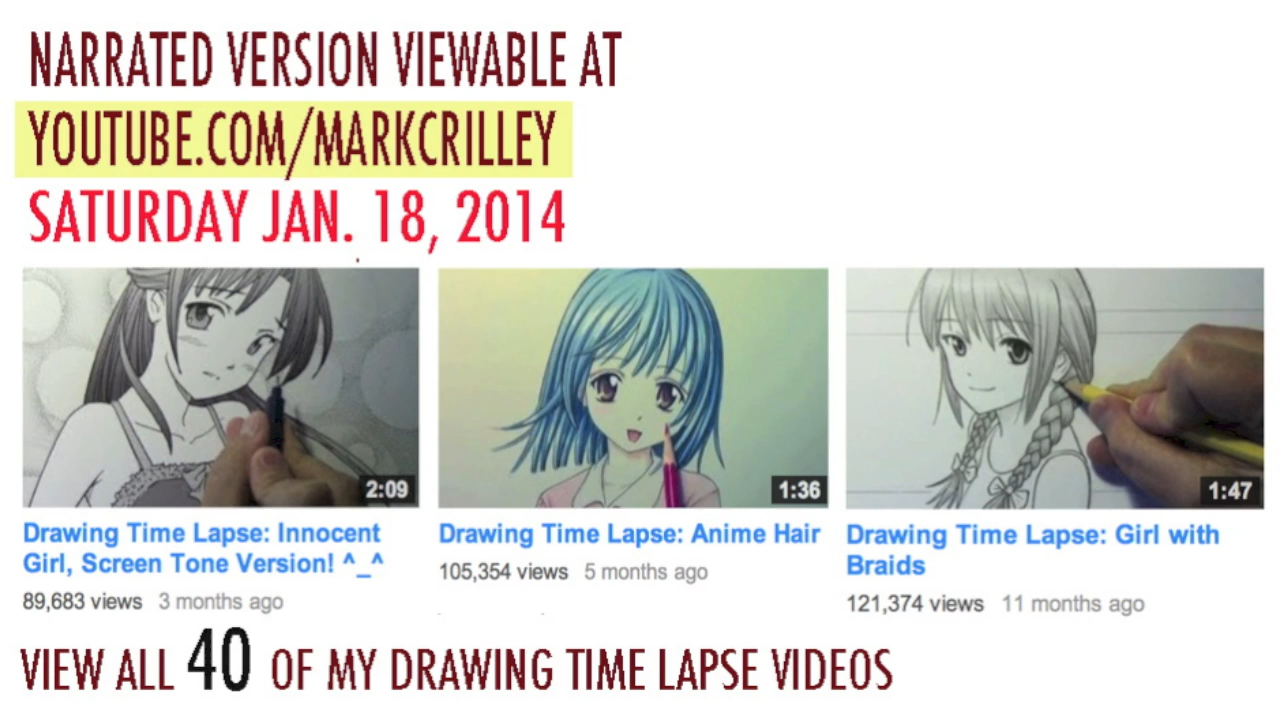 NARRATED VERSION VIEWABLE AT
YOUTUBE.COM/MARKCRILLEY
SATURDAY JAN. 18, 2014
2:09
1:36
1:47
Drawing Time Lapse: Innocent
Girl, Screen Tone Version! ^_^
89,683 views 3 months ago
Drawing Time Lapse: Anime Hair
105,354 views 5 months ago
Drawing Time Lapse: Girl with
Braids
121,374 views 11 months ago
VIEW ALL 40 OF MY DRAWING TIME LAPSE VIDEOS